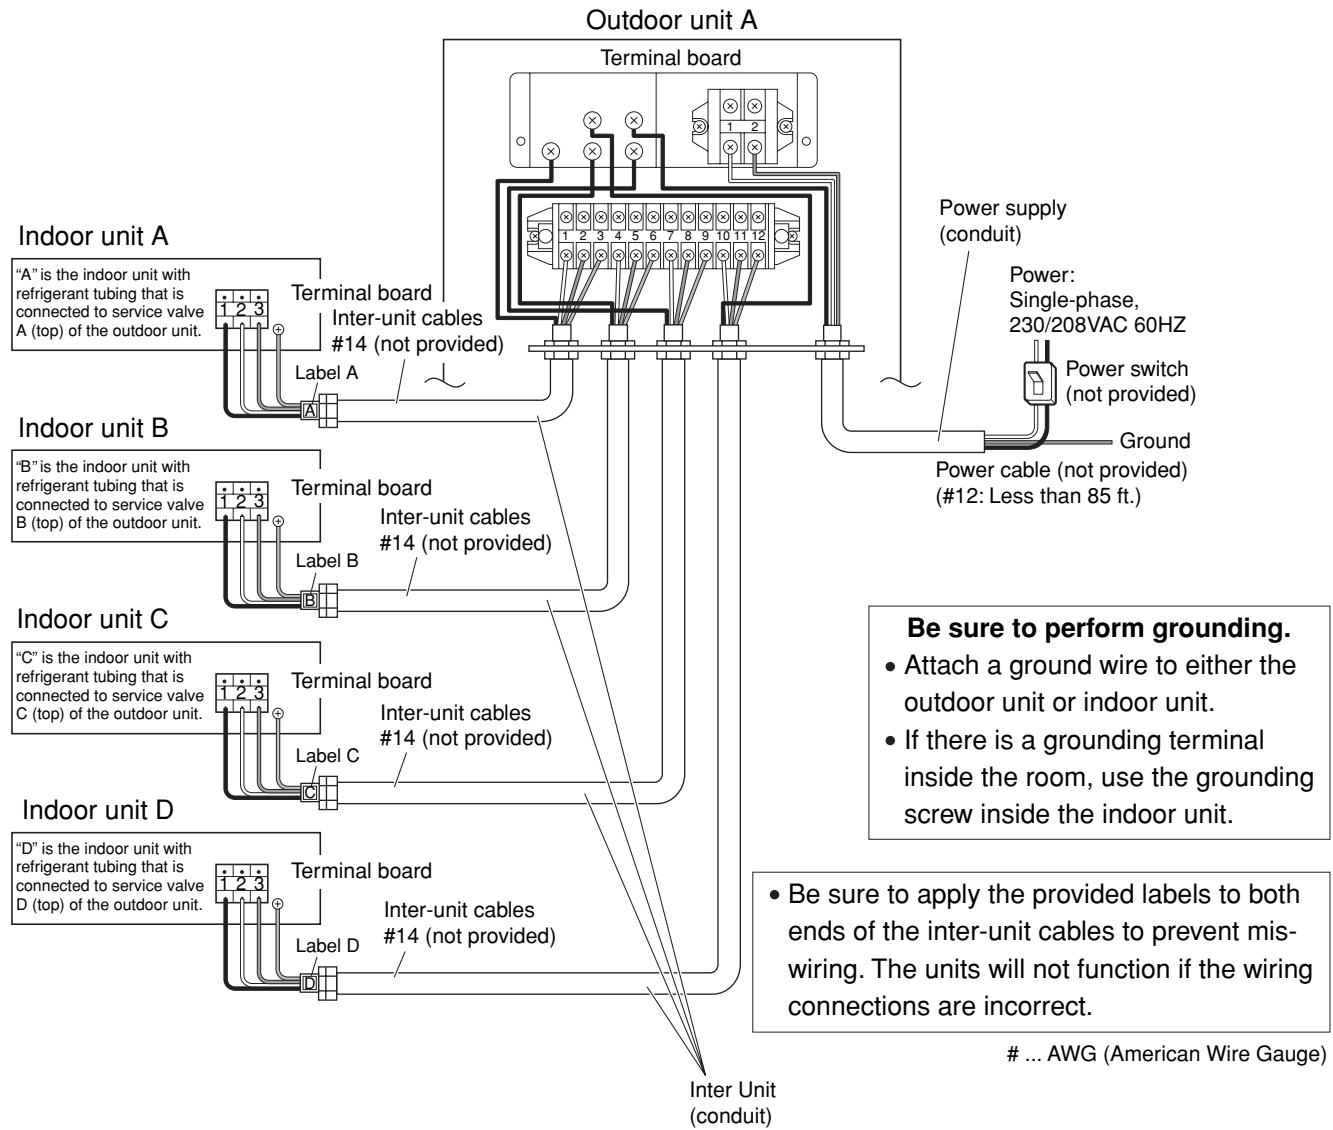 Outdoor unit A
Terminal board
1 2
1 2 3 4 5 6 7 8 9 10 11 12
Power supply
(conduit)
Power:
Single-phase,
230/208VAC 60HZ
Power switch
(not provided)
Ground
Power cable (not provided)
(#12: Less than 85 ft.)
Indoor unit A
“A” is the indoor unit with
refrigerant tubing that is
connected to service valve
A (top) of the outdoor unit.
1 2 3
Terminal board
Inter-unit cables
#14 (not provided)
Label A
A
Indoor unit B
“B” is the indoor unit with
refrigerant tubing that is
connected to service valve
B (top) of the outdoor unit.
1 2 3
Terminal board
Inter-unit cables
#14 (not provided)
Label B
B
Indoor unit C
“C” is the indoor unit with
refrigerant tubing that is
connected to service valve
C (top) of the outdoor unit.
1 2 3
Terminal board
Inter-unit cables
#14 (not provided)
Label C
C
Indoor unit D
“D” is the indoor unit with
refrigerant tubing that is
connected to service valve
D (top) of the outdoor unit.
1 2 3
Terminal board
Inter-unit cables
#14 (not provided)
Label D
D
Inter Unit
(conduit)
Be sure to perform grounding.
• Attach a ground wire to either the
outdoor unit or indoor unit.
• If there is a grounding terminal
inside the room, use the grounding
screw inside the indoor unit.
• Be sure to apply the provided labels to both
ends of the inter-unit cables to prevent mis-
wiring. The units will not function if the wiring
connections are incorrect.
# ... AWG (American Wire Gauge)